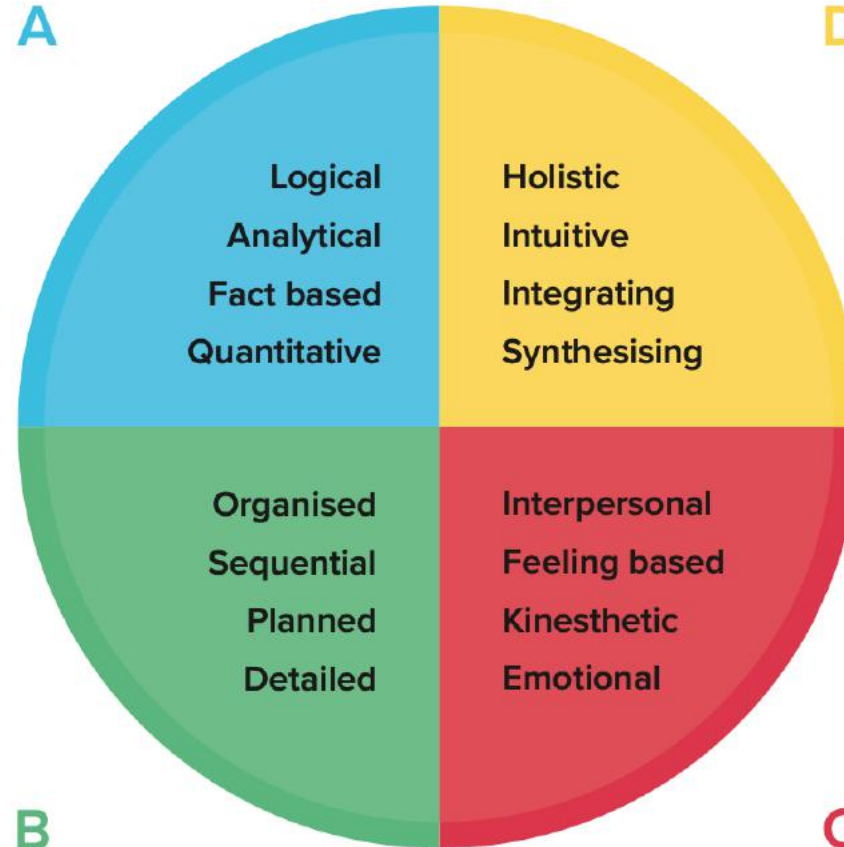 A
D
Logical
Analytical
Fact based
Quantitative
Holistic
Intuitive
Integrating
Synthesising
Organised
Sequential
Planned
Detailed
Interpersonal
Feeling based
Kinesthetic
Emotional
B
C